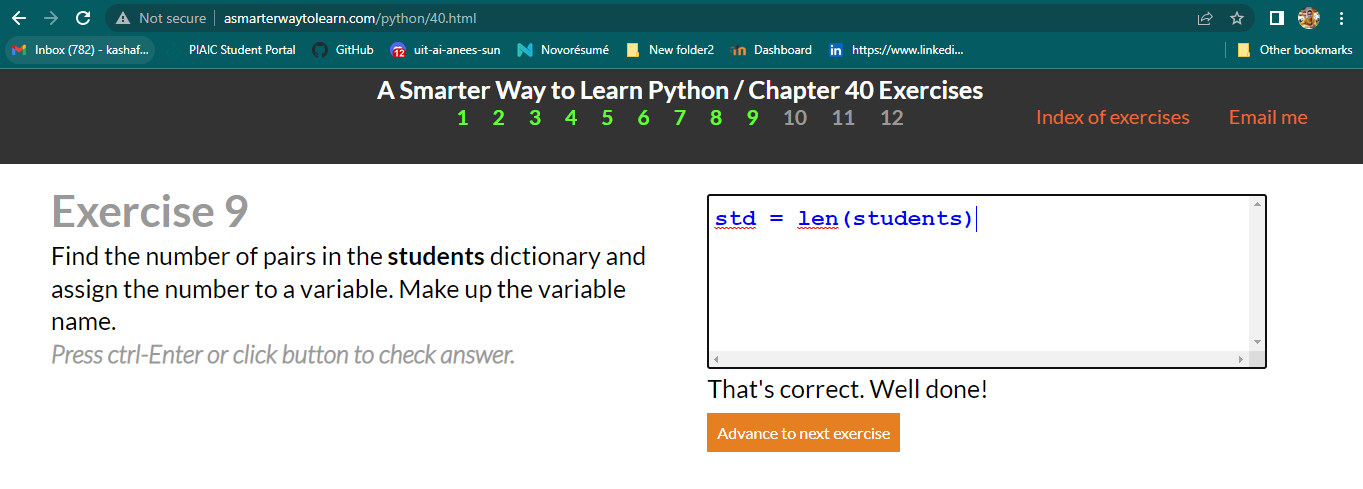 Not secure | asmarterwaytolearn.com/python/40.html
Inbox (782) - kashaf... PIAIC Student Portal GitHub 12 uit-ai-anees-sun Novorésumé New folder2 Dashboard https://www.linkedi... Other bookmarks
A Smarter Way to Learn Python / Chapter 40 Exercises
1 2 3 4 5 6 7 8 9 10 11 12 Index of exercises Email me
Exercise 9
Find the number of pairs in the students dictionary and
assign the number to a variable. Make up the variable
name.
Press ctrl-Enter or click button to check answer.
std = len(students)
That's correct. Well done!
Advance to next exercise